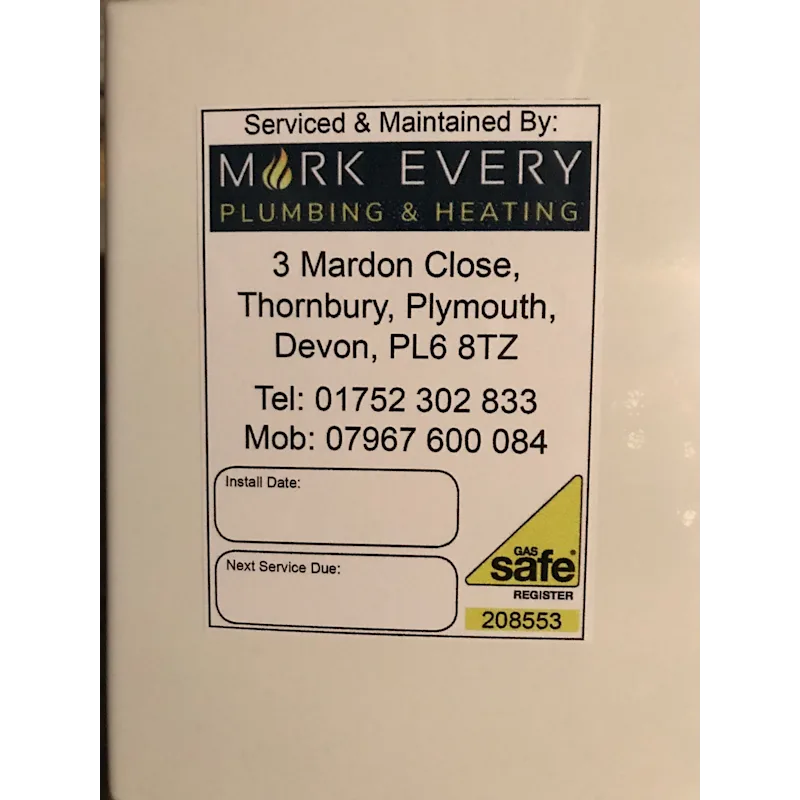 Serviced & Maintained By:
MARK EVERY
PLUMBING & HEATING
3 Mardon Close,
Thornbury, Plymouth,
Devon, PL6 8TZ
Tel: 01752 302 833
Mob: 07967 600 084
Install Date:
Next Service Due:
GAS
safe®
REGISTER
208553